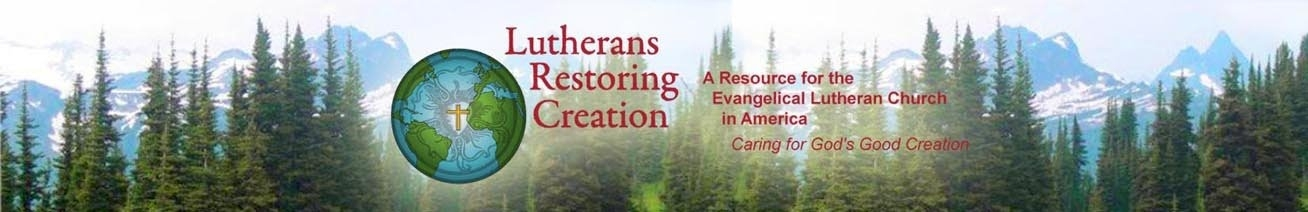 Lutherans
Restoring
Creation
A Resource for the
Evangelical Lutheran Church
in America
Caring for God's Good Creation